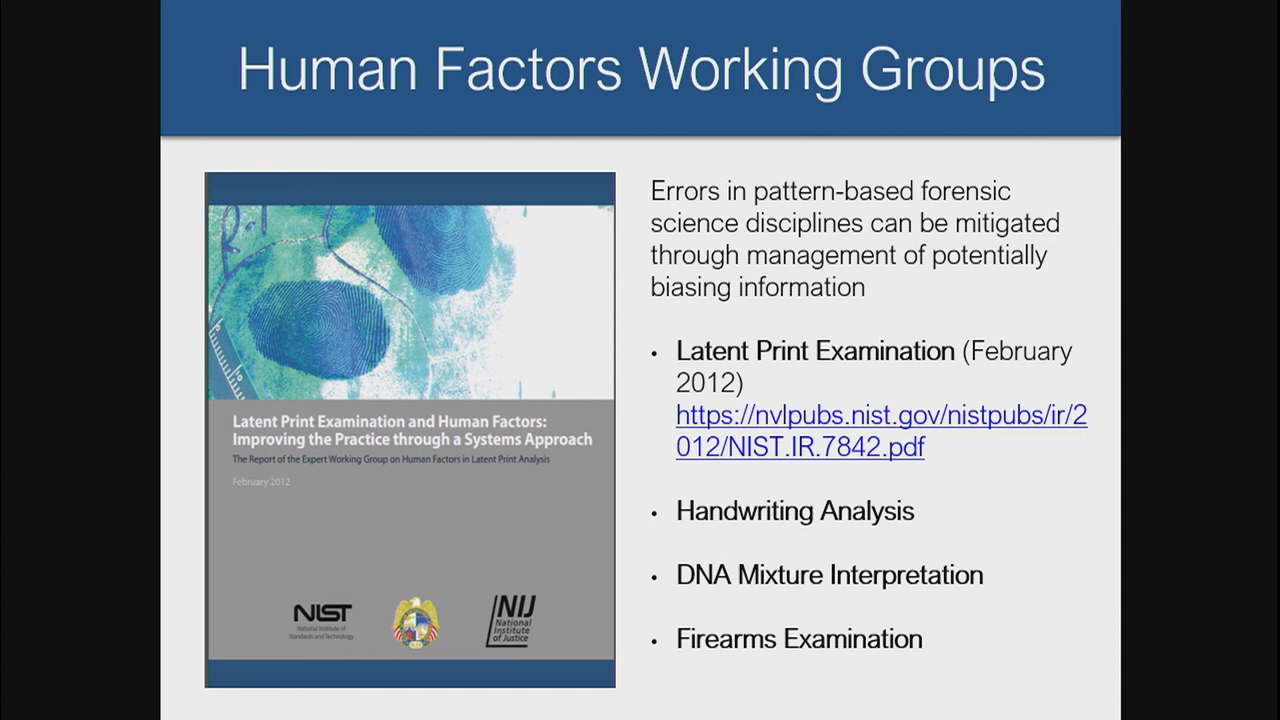 Human Factors Working Groups
Errors in pattern-based forensic
science disciplines can be mitigated
through management of potentially
biasing information
• Latent Print Examination (February
2012)
https://nvlpubs.nist.gov/nistpubs/ir/2
012/NIST.IR.7842.pdf
• Handwriting Analysis
• DNA Mixture Interpretation
• Firearms Examination
Latent Print Examination and Human Factors:
Improving the Practice through a Systems Approach
The Report of the Expert Working Group on Human Factors in Latent Print Analysis
February 2012
NIST
National Institute of
Standards and Technology
NIJ
National
Institute
of Justice